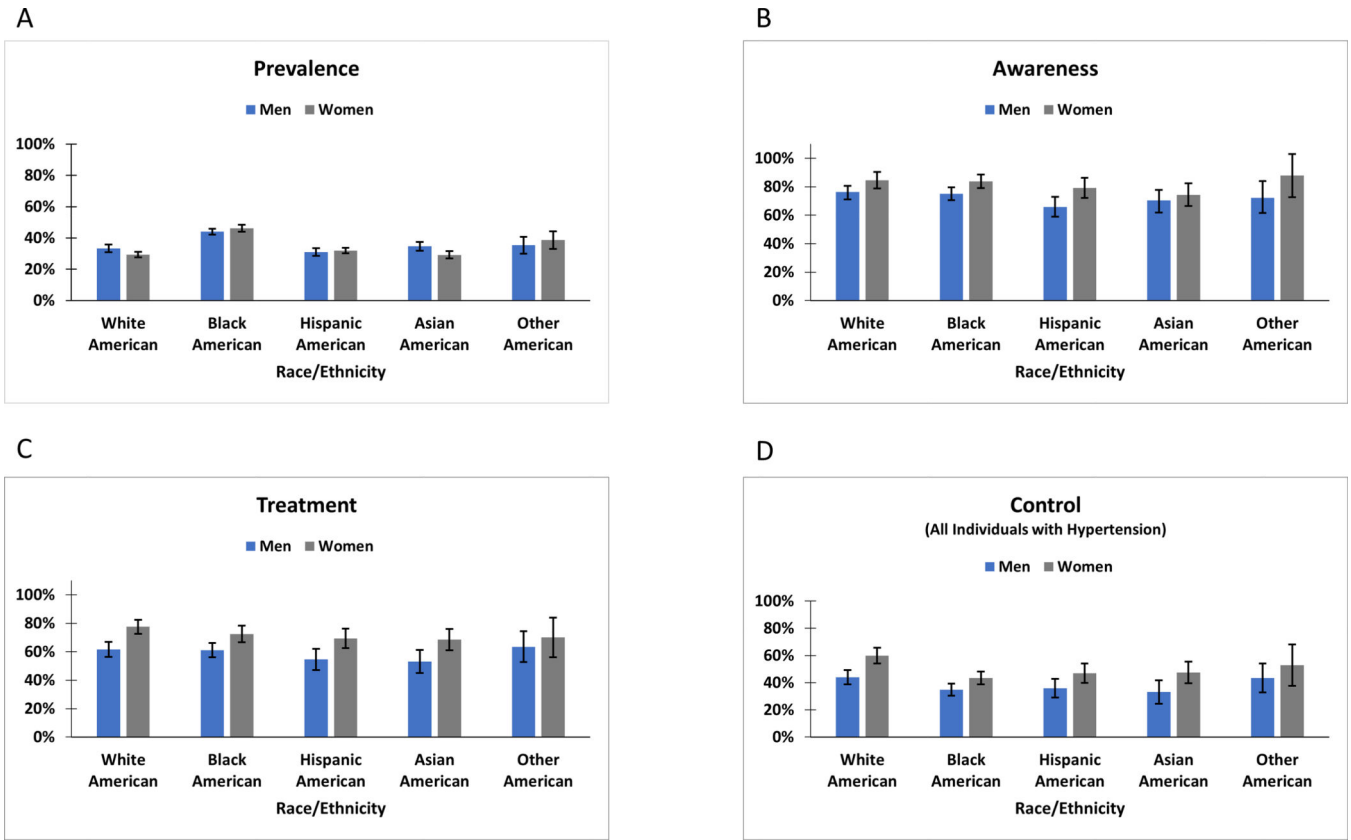 A
Prevalence
Men Women
100%
80%
60%
40%
20%
0%
White American
Black American
Hispanic American
Asian American
Other American
Race/Ethnicity
B
Awareness
Men Women
100%
80%
60%
40%
20%
0%
White American
Black American
Hispanic American
Asian American
Other American
Race/Ethnicity
C
Treatment
Men Women
100%
80%
60%
40%
20%
0%
White American
Black American
Hispanic American
Asian American
Other American
Race/Ethnicity
D
Control
(All Individuals with Hypertension)
Men Women
100%
80%
60%
40%
20%
0%
White American
Black American
Hispanic American
Asian American
Other American
Race/Ethnicity